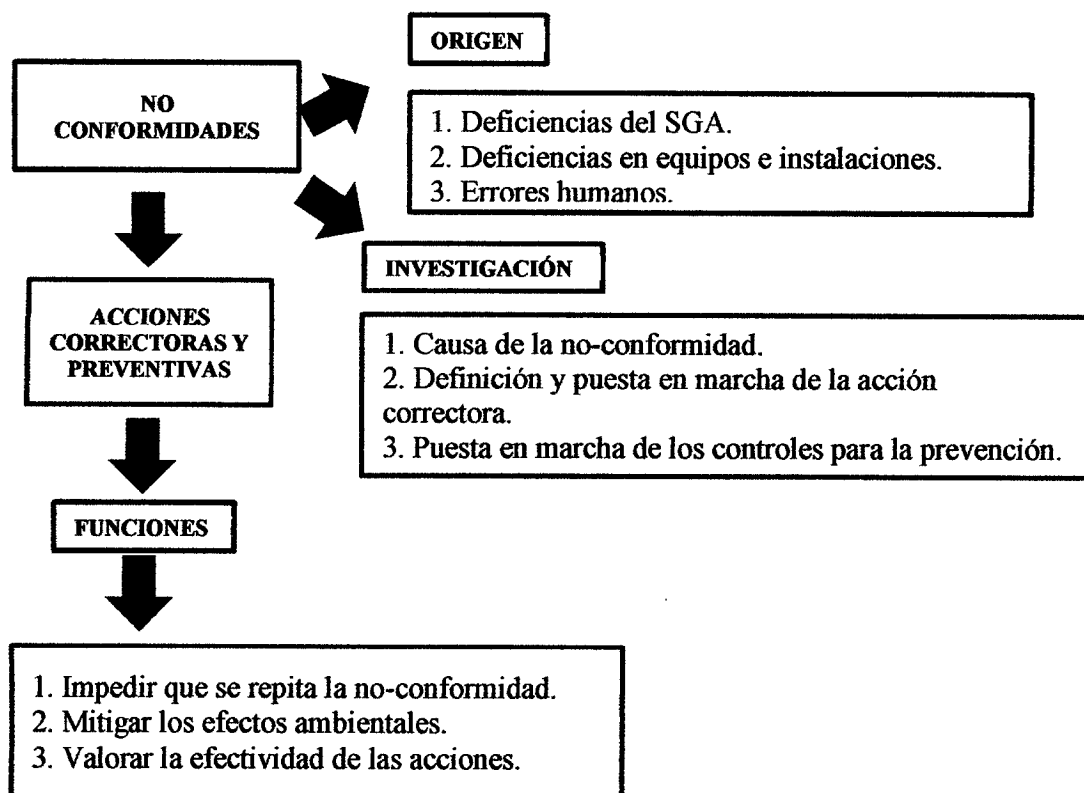 ORIGEN
NO
CONFORMIDADES
1. Deficiencias del SGA.
2. Deficiencias en equipos e instalaciones.
3. Errores humanos.
INVESTIGACIÓN
ACCIONES
CORRECTORAS Y
PREVENTIVAS
1. Causa de la no-conformidad.
2. Definición y puesta en marcha de la acción
correctora.
3. Puesta en marcha de los controles para la prevención.
FUNCIONES
1. Impedir que se repita la no-conformidad.
2. Mitigar los efectos ambientales.
3. Valorar la efectividad de las acciones.